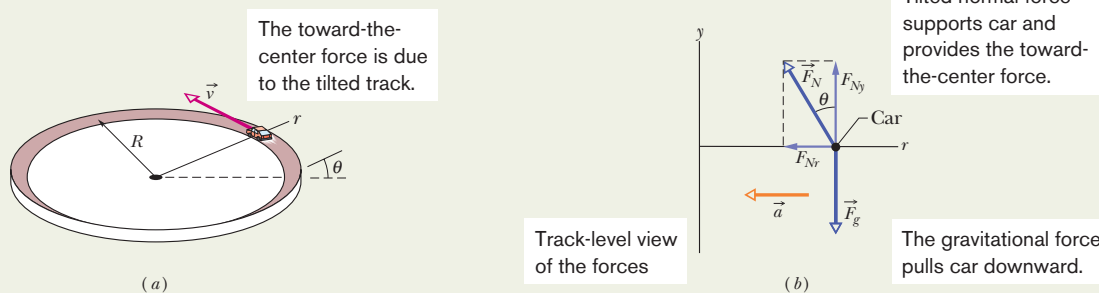 The toward-the-
center force is due
to the tilted track.
v
r
R
θ
(a)
Tilted normal force
supports car and
provides the toward-
the-center force.
y
F_N
F_Ny
θ
Car
F_Nr
r
a
F_g
Track-level view
of the forces
The gravitational force
pulls car downward.
(b)